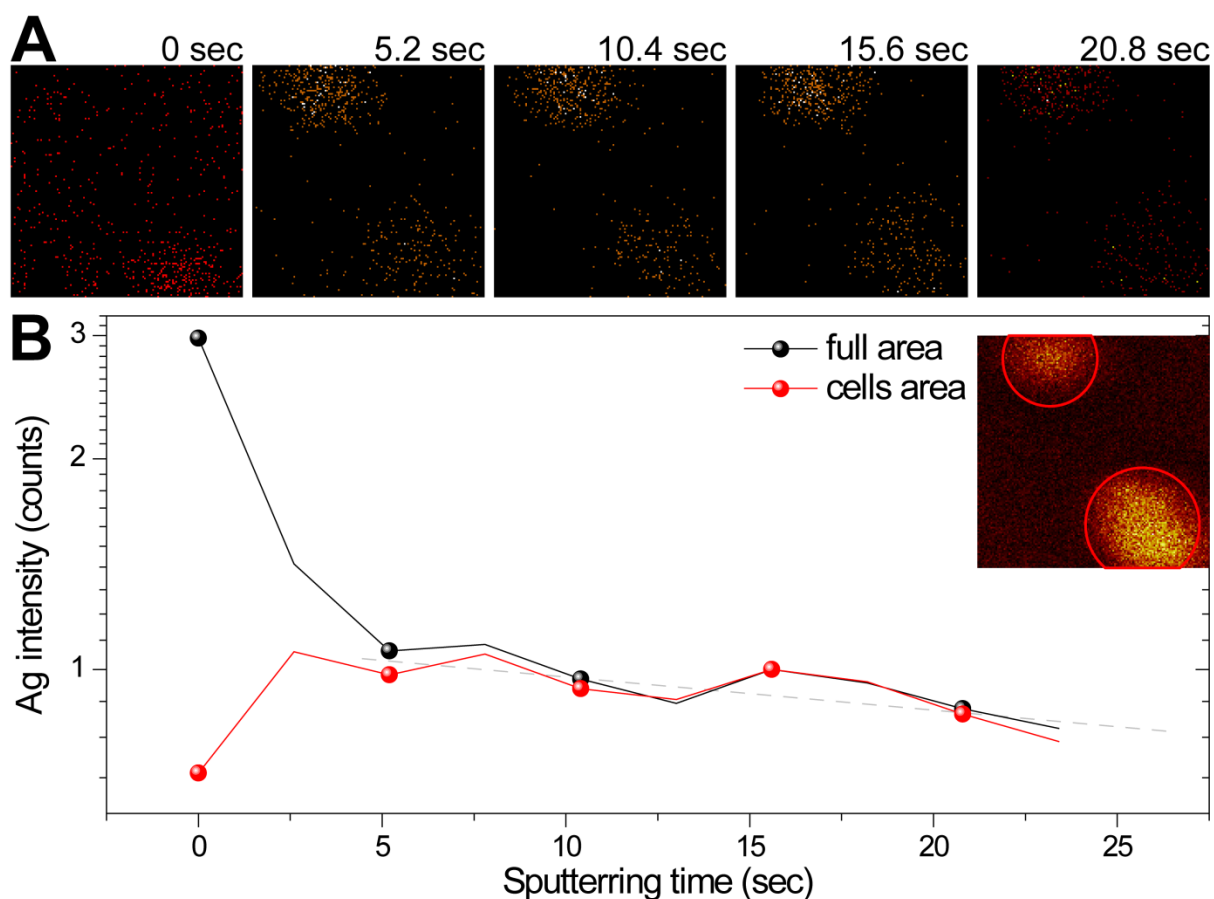 A
0 sec
5.2 sec
10.4 sec
15.6 sec
20.8 sec
B
full area
cells area
3
2
1
Ag intensity (counts)
0
5
10
15
20
25
Sputterring time (sec)